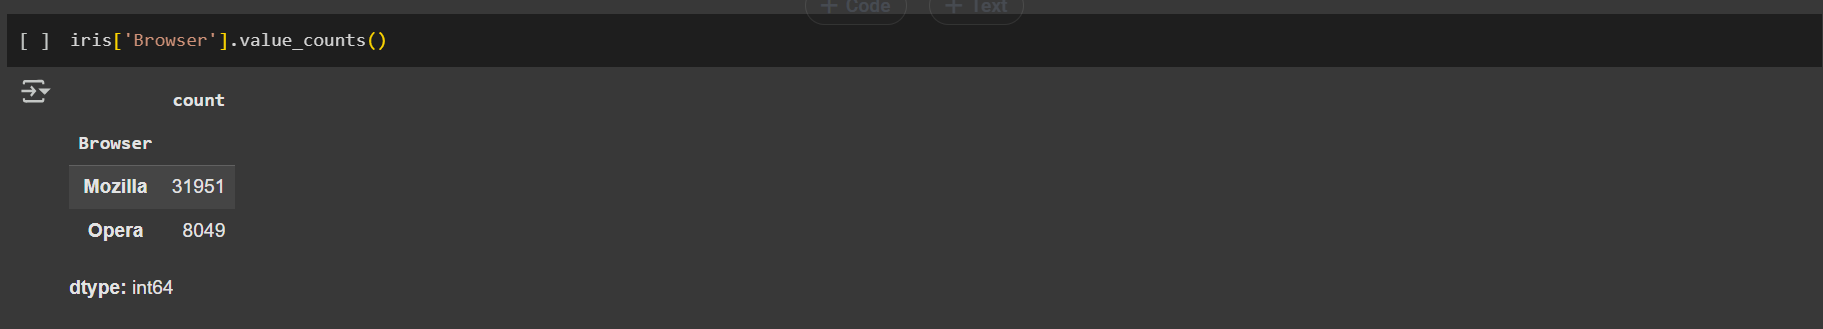 + Code + Text
[ ] iris['Browser'].value_counts()
count
Browser
Mozilla 31951
Opera 8049
dtype: int64